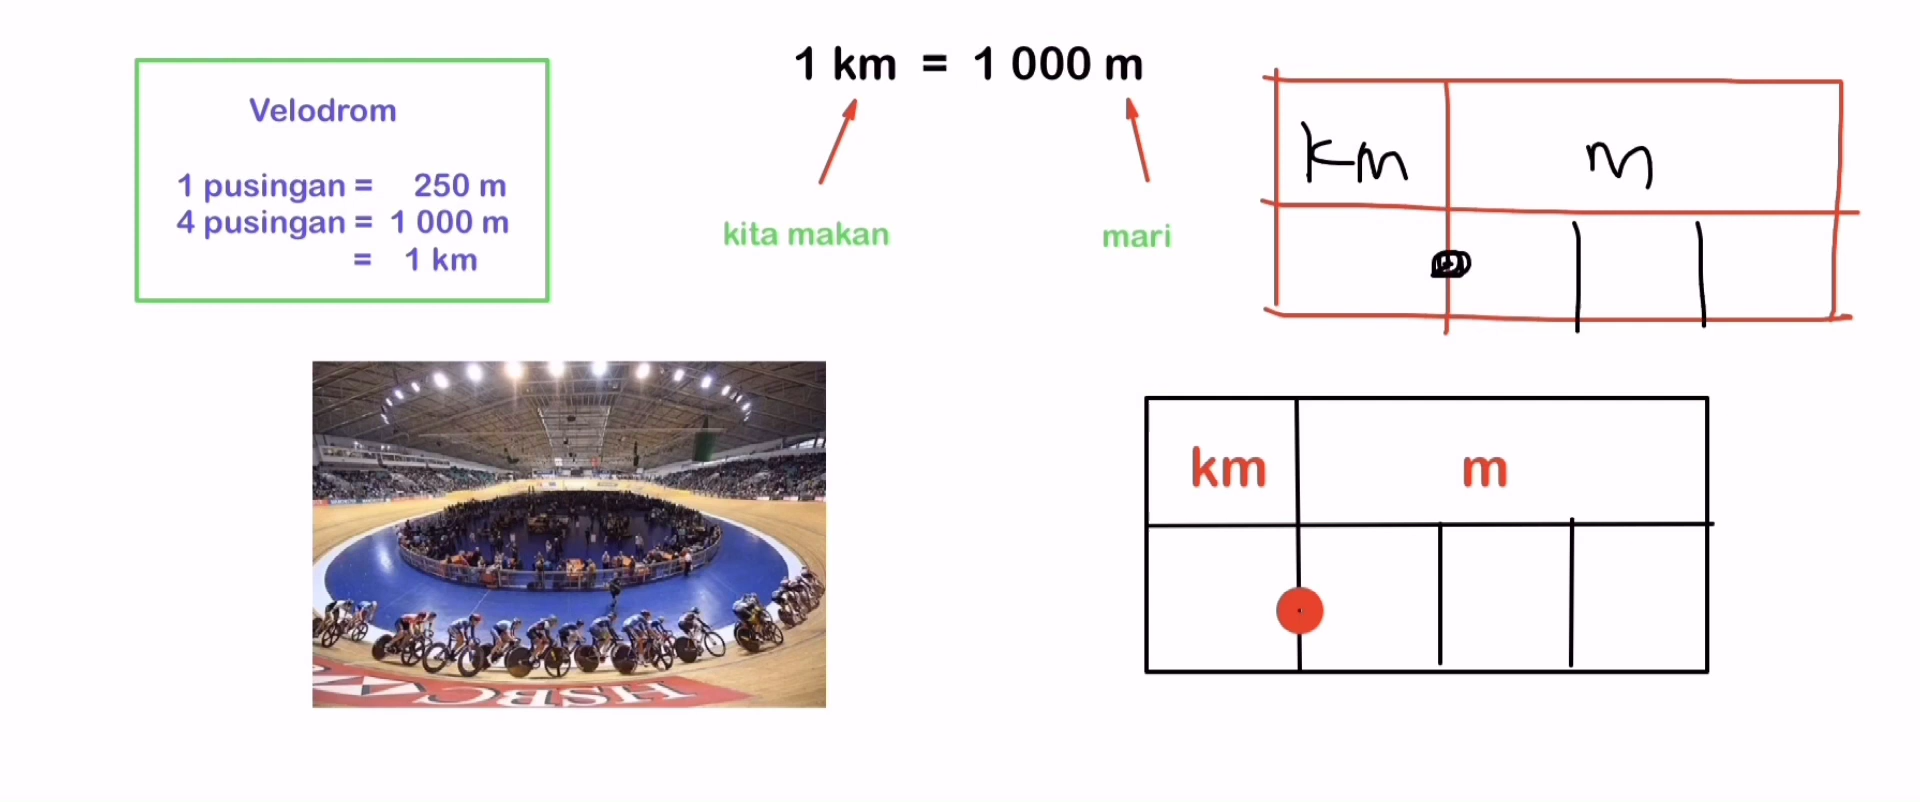 1 km = 1 000 m
Velodrom
1 pusingan = 250 m
4 pusingan = 1 000 m
= 1 km
kita makan
mari
km
m
km
m
HSBC